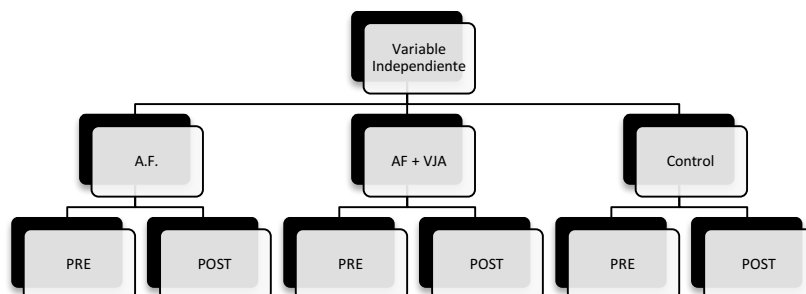 Variable
Independiente
A.F.
AF + VJA
Control
PRE
POST
PRE
POST
PRE
POST